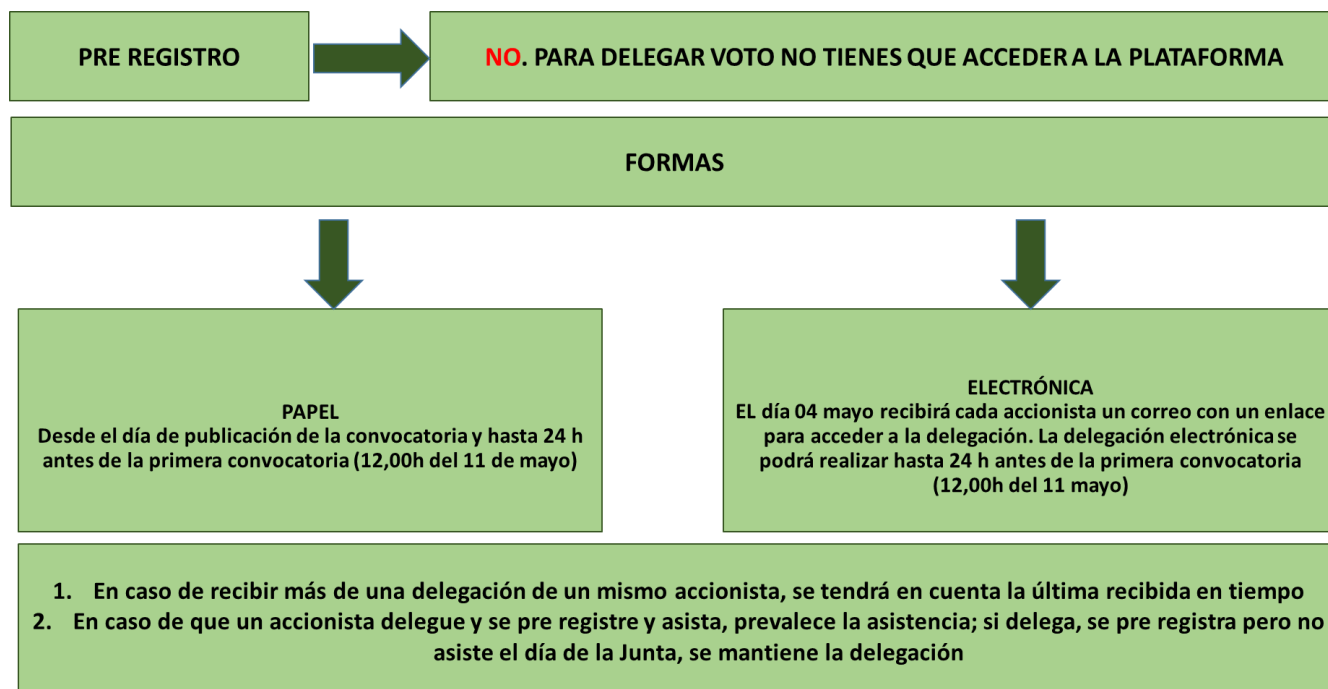 PRE REGISTRO
NO. PARA DELEGAR VOTO NO TIENES QUE ACCEDER A LA PLATAFORMA
FORMAS
PAPEL
Desde el día de publicación de la convocatoria y hasta 24 h
antes de la primera convocatoria (12,00h del 11 de mayo)
ELECTRÓNICA
EL día 04 mayo recibirá cada accionista un correo con un enlace
para acceder a la delegación. La delegación electrónica se
podrá realizar hasta 24 h antes de la primera convocatoria
(12,00h del 11 mayo)
1. En caso de recibir más de una delegación de un mismo accionista, se tendrá en cuenta la última recibida en tiempo
2. En caso de que un accionista delegue y se pre registre y asista, prevalece la asistencia; si delega, se pre registra pero no
asiste el día de la Junta, se mantiene la delegación